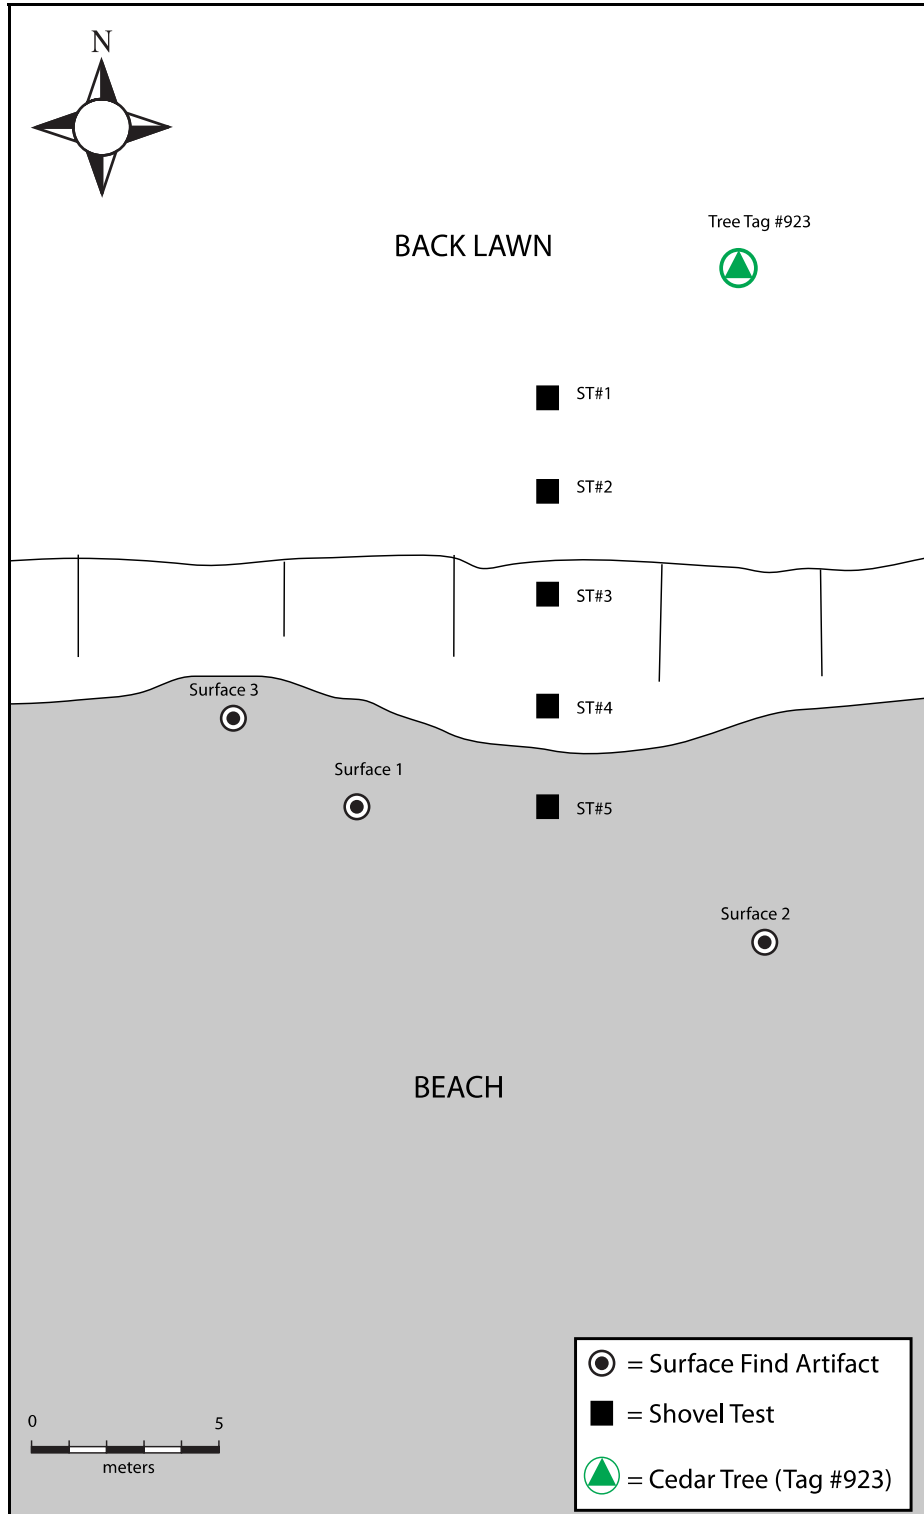 N
Tree Tag #923
BACK LAWN
ST#1
ST#2
ST#3
Surface 3
ST#4
Surface 1
ST#5
Surface 2
BEACH
= Surface Find Artifact
= Shovel Test
= Cedar Tree (Tag #923)
0 5
meters